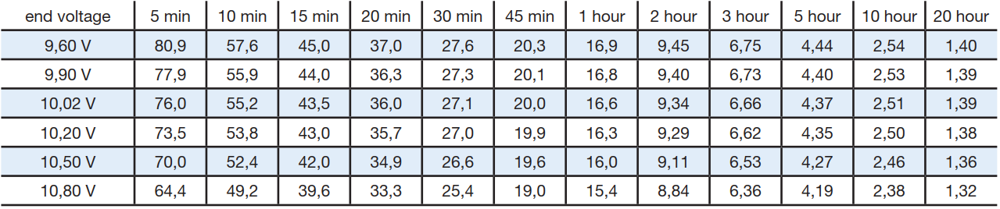 end voltage 5 min 10 min 15 min 20 min 30 min 45 min 1 hour 2 hour 3 hour 5 hour 10 hour 20 hour
9,60 V 80,9 57,6 45,0 37,0 27,6 20,3 16,9 9,45 6,75 4,44 2,54 1,40
9,90 V 77,9 55,9 44,0 36,3 27,3 20,1 16,8 9,40 6,73 4,40 2,53 1,39
10,02 V 76,0 55,2 43,5 36,0 27,1 20,0 16,6 9,34 6,66 4,37 2,51 1,39
10,20 V 73,5 53,8 43,0 35,7 27,0 19,9 16,3 9,29 6,62 4,35 2,50 1,38
10,50 V 70,0 52,4 42,0 34,9 26,6 19,6 16,0 9,11 6,53 4,27 2,46 1,36
10,80 V 64,4 49,2 39,6 33,3 25,4 19,0 15,4 8,84 6,36 4,19 2,38 1,32